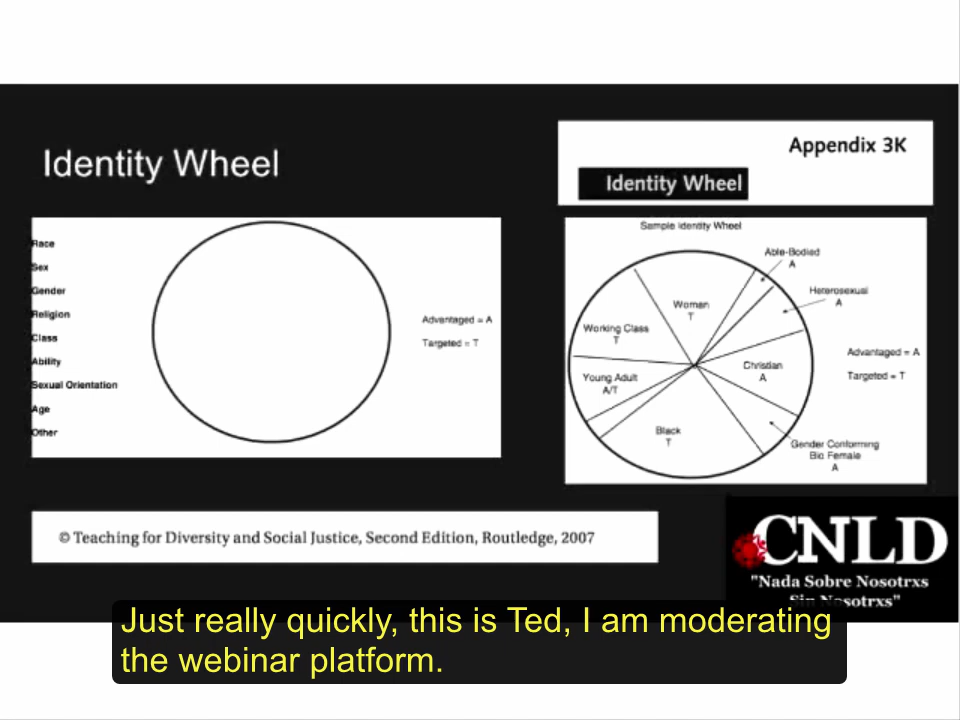 Identity Wheel
Appendix 3K
Identity Wheel
Race
Sex
Gender
Religion
Class
Ability
Sexual Orientation
Age
Other
Advantaged = A
Targeted = T
Sample Identity Wheel
Able-Bodied
A
Heterosexual
A
Woman
T
Working Class
T
Christian
A
Advantaged = A
Targeted = T
Young Adult
A/T
Black
T
Gender Conforming
Bio Female
A
© Teaching for Diversity and Social Justice, Second Edition, Routledge, 2007
CNLD
"Nada Sobre Nosotrxs
Sin Nosotrxs"
Just really quickly, this is Ted, I am moderating
the webinar platform.